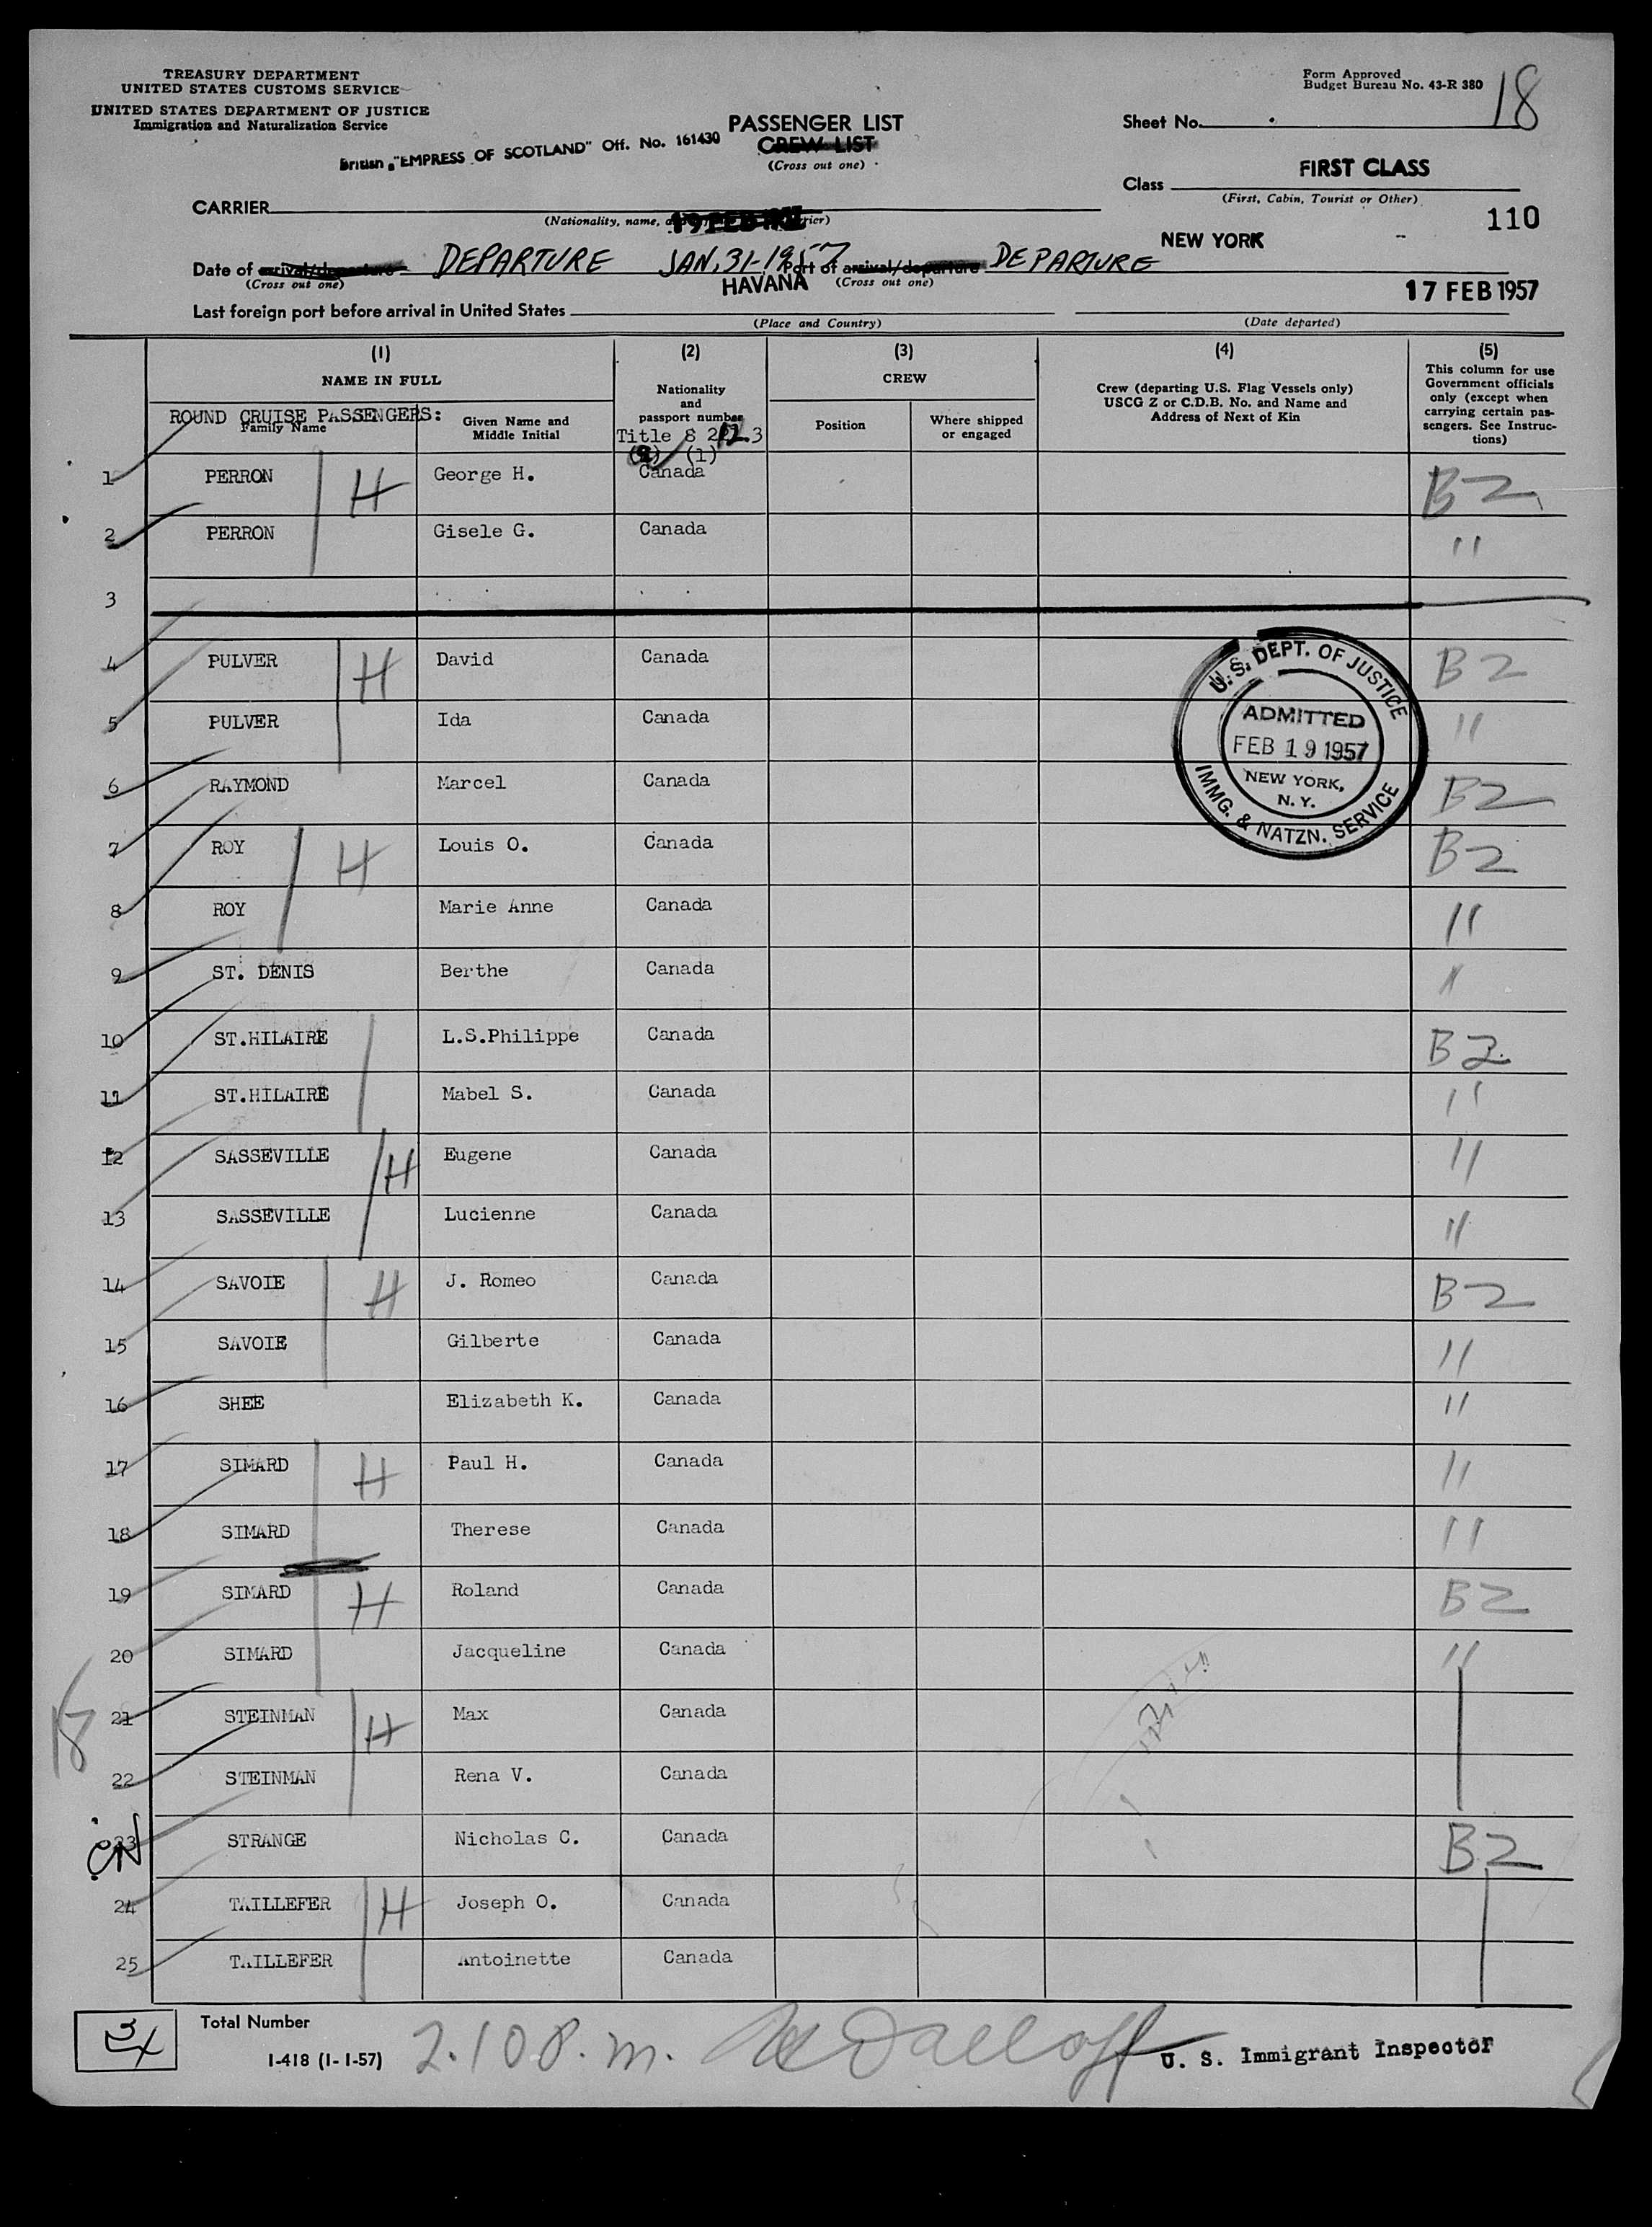 TREASURY DEPARTMENT
UNITED STATES CUSTOMS SERVICE
UNITED STATES DEPARTMENT OF JUSTICE
Immigration and Naturalization Service
Form Approved
Budget Bureau No. 43-R 380
18
Sheet No.
British "EMPRESS OF SCOTLAND" Off. No. 161430
PASSENGER LIST
CREW LIST
(Cross out one)
FIRST CLASS
Class
(First, Cabin, Tourist or Other)
CARRIER
(Nationality, name,
19 FEB
110
NEW YORK
Date of arrival/departure DEPARTURE JAN. 31-1957 Port of arrival/departure DEPARTURE
(Cross out one) HAVANA (Cross out one)
17 FEB 1957
Last foreign port before arrival in United States
(Place and Country)
(Date departed)
(1) (2) (3) (4) (5)
NAME IN FULL
Nationality and passport number
CREW
Crew (departing U.S. Flag Vessels only) USCG Z or C.D.B. No. and Name and Address of Next of Kin
This column for use Government officials only (except when carrying certain passengers. See Instructions)
ROUND CRUISE PASSENGERS:
Family Name
Given Name and Middle Initial
Position
Where shipped or engaged
Title 8 212.3
(1)
1 PERRON H George H. Canada B2
2 PERRON Gisele G. Canada "
3
4 PULVER H David Canada B2
5 PULVER Ida Canada "
6 RAYMOND Marcel Canada B2
7 ROY H Louis O. Canada B2
8 ROY Marie Anne Canada "
9 ST. DENIS Berthe Canada "
10 ST.HILAIRE L.S.Philippe Canada B2
11 ST.HILAIRE Mabel S. Canada "
12 SASSEVILLE H Eugene Canada "
13 SASSEVILLE Lucienne Canada "
14 SAVOIE H J. Romeo Canada B2
15 SAVOIE Gilberte Canada "
16 SHEE Elizabeth K. Canada "
17 SIMARD H Paul H. Canada "
18 SIMARD Therese Canada "
19 SIMARD H Roland Canada B2
20 SIMARD Jacqueline Canada "
21 STEINMAN H Max Canada
22 STEINMAN Rena V. Canada
23 STRANGE Nicholas C. Canada B2
24 TAILLEFER H Joseph O. Canada
25 TAILLEFER Antoinette Canada
U.S. DEPT. OF JUSTICE
ADMITTED
FEB 19 1957
NEW YORK,
N.Y.
IMMG. & NATZN. SERVICE
Total Number
I-418 (1-1-57)
2.10 P.m.
U. S. Immigrant Inspector